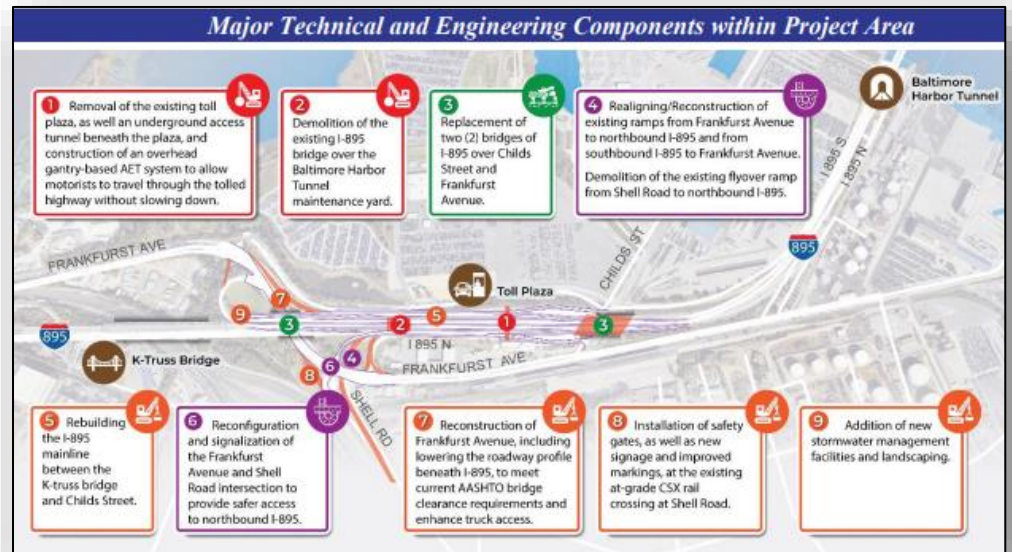 Major Technical and Engineering Components within Project Area
1 Removal of the existing toll
plaza, as well an underground access
tunnel beneath the plaza, and
construction of an overhead
gantry-based AET system to allow
motorists to travel through the tolled
highway without slowing down.
2
Demolition of the
existing I-895
bridge over the
Baltimore Harbor
Tunnel
maintenance yard.
3
Replacement of
two (2) bridges of
I-895 over Childs
Street and
Frankfurst
Avenue.
4 Realigning/Reconstruction of
existing ramps from Frankfurst Avenue
to northbound I-895 and from
southbound I-895 to Frankfurst Avenue.
Demolition of the existing flyover ramp
from Shell Road to northbound I-895.
Baltimore
Harbor Tunnel
I 895 S
I 895 N
895
FRANKFURST AVE
CHILDS ST
Toll Plaza
7
9
3
2
5
1
3
895
K-Truss Bridge
I 895 N
4
6
8
FRANKFURST AVE
SHELL RD
5 Rebuilding
the I-895
mainline
between the
K-truss bridge
and Childs Street.
6 Reconfiguration
and signalization of
the Frankfurst
Avenue and Shell
Road intersection to
provide safer access
to northbound I-895.
7 Reconstruction of
Frankfurst Avenue, including
lowering the roadway profile
beneath I-895, to meet
current AASHTO bridge
clearance requirements and
enhance truck access.
8 Installation of safety
gates, as well as new
signage and improved
markings, at the existing
at-grade CSX rail
crossing at Shell Road.
9 Addition of new
stormwater management
facilities and landscaping.